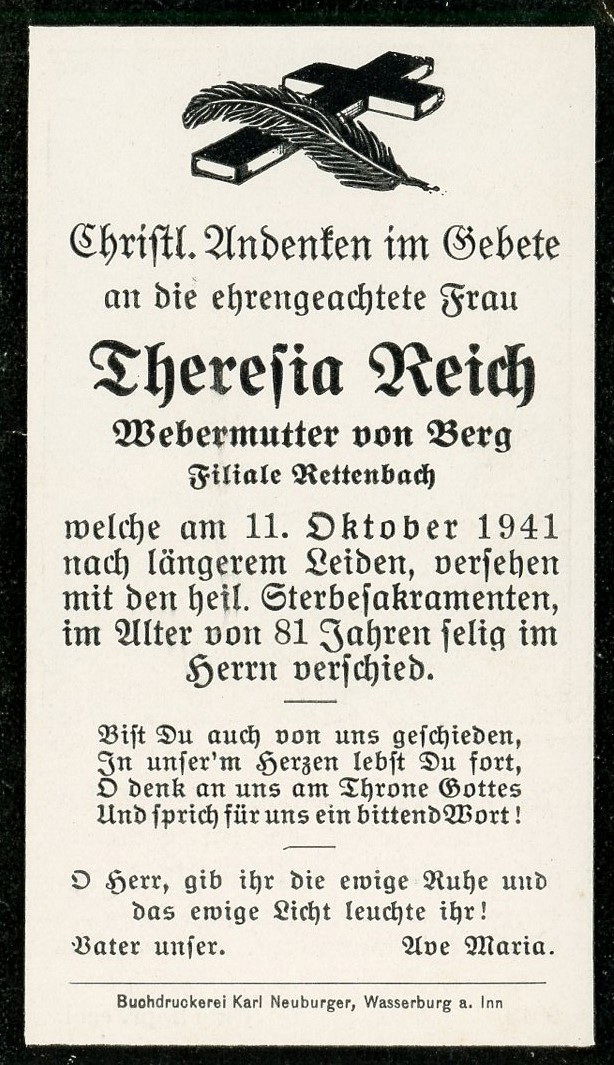 Christl. Andenken im Gebete
an die ehrengeachtete Frau
Theresia Reich
Webermutter von Berg
Filiale Rettenbach
welche am 11. Oktober 1941
nach längerem Leiden, versehen
mit den heil. Sterbesakramenten,
im Alter von 81 Jahren selig im
Herrn verschied.
Bist Du auch von uns geschieden,
In unser'm Herzen lebst Du fort,
O denk an uns am Throne Gottes
Und sprich für uns ein bittend Wort!
O Herr, gib ihr die ewige Ruhe und
das ewige Licht leuchte ihr!
Vater unser. Ave Maria.
Buchdruckerei Karl Neuburger, Wasserburg a. Inn